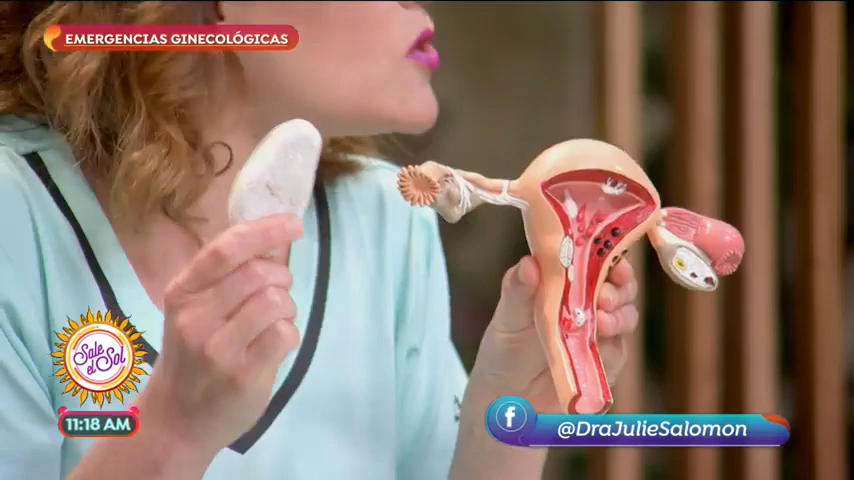 EMERGENCIAS GINECOLÓGICAS
Sale
el Sol
11:18 AM
f
@DraJulieSalomon